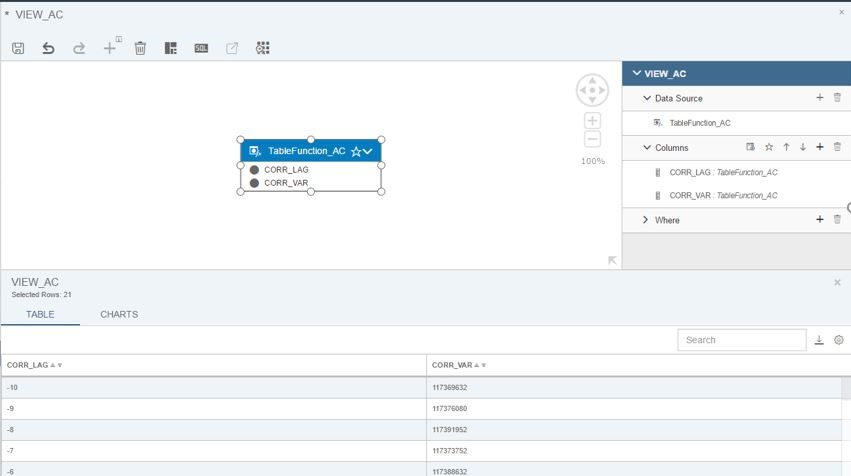 * VIEW_AC
SQL
TableFunction_AC
CORR_LAG
CORR_VAR
100%
VIEW_AC
Data Source
TableFunction_AC
Columns
CORR_LAG : TableFunction_AC
CORR_VAR : TableFunction_AC
Where
VIEW_AC
Selected Rows: 21
TABLE CHARTS
Search
CORR_LAG CORR_VAR
-10 117369632
-9 117376080
-8 117391952
-7 117373752
-6 117388632